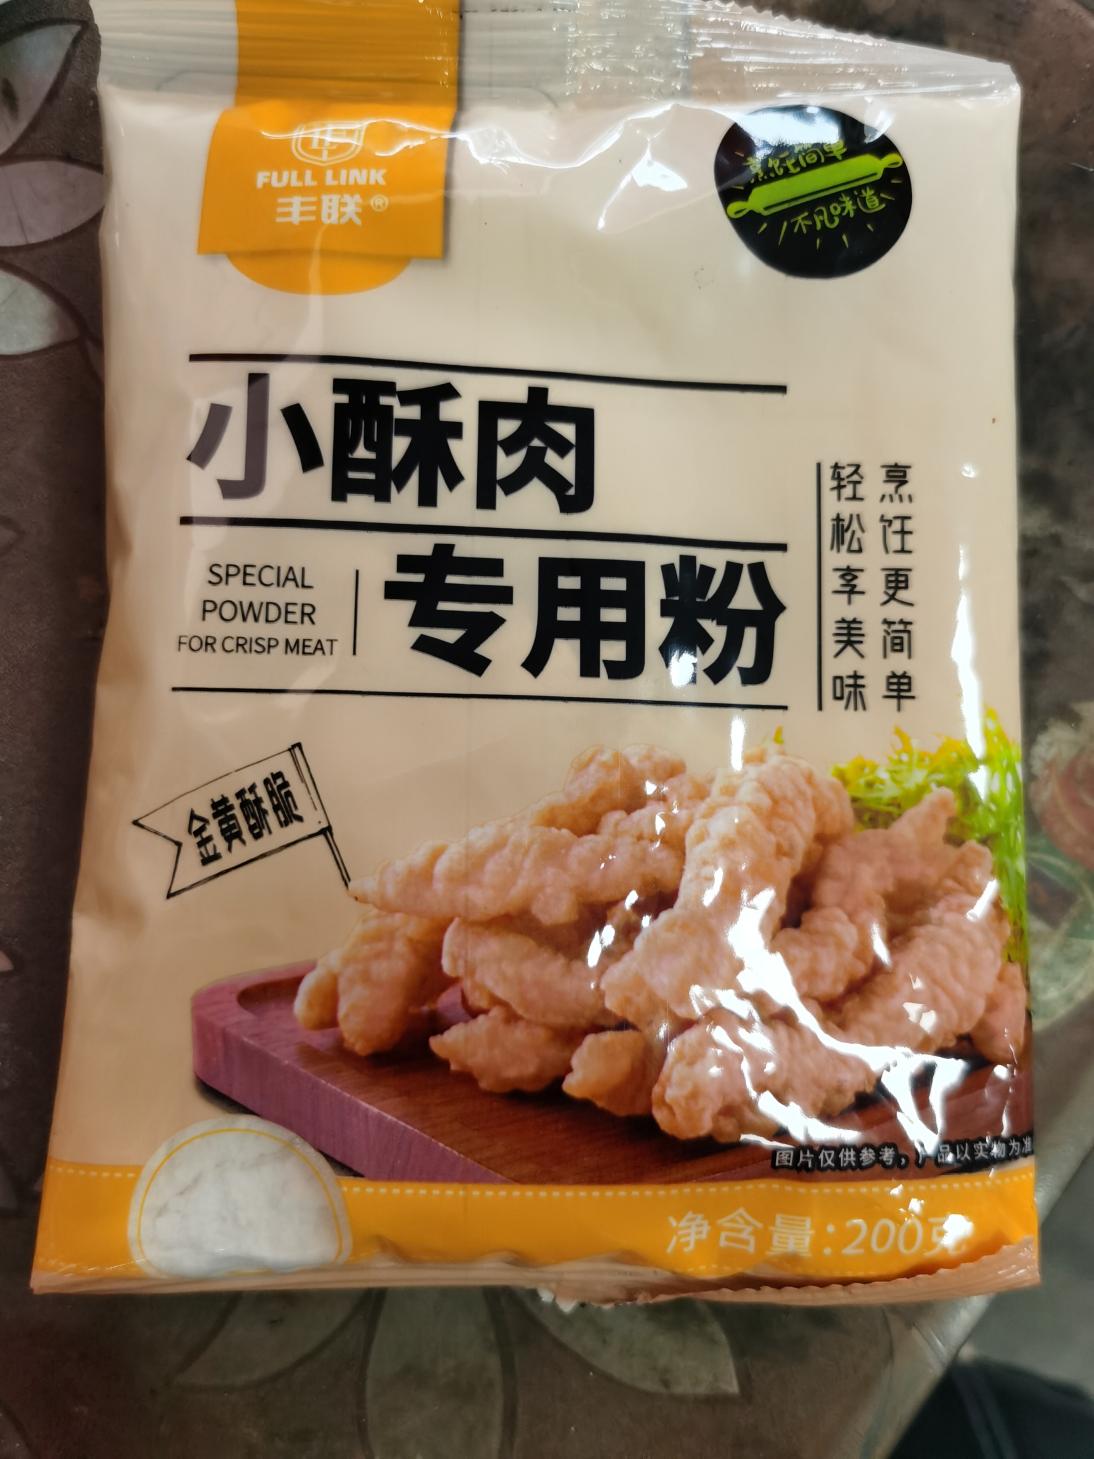 FULL LINK
丰联®
烹饪简单
不凡味道
小酥肉
专用粉
SPECIAL
POWDER
FOR CRISP MEAT
烹饪更简单
轻松享美味
金黄酥脆
图片仅供参考，产品以实物为准
净含量:200克